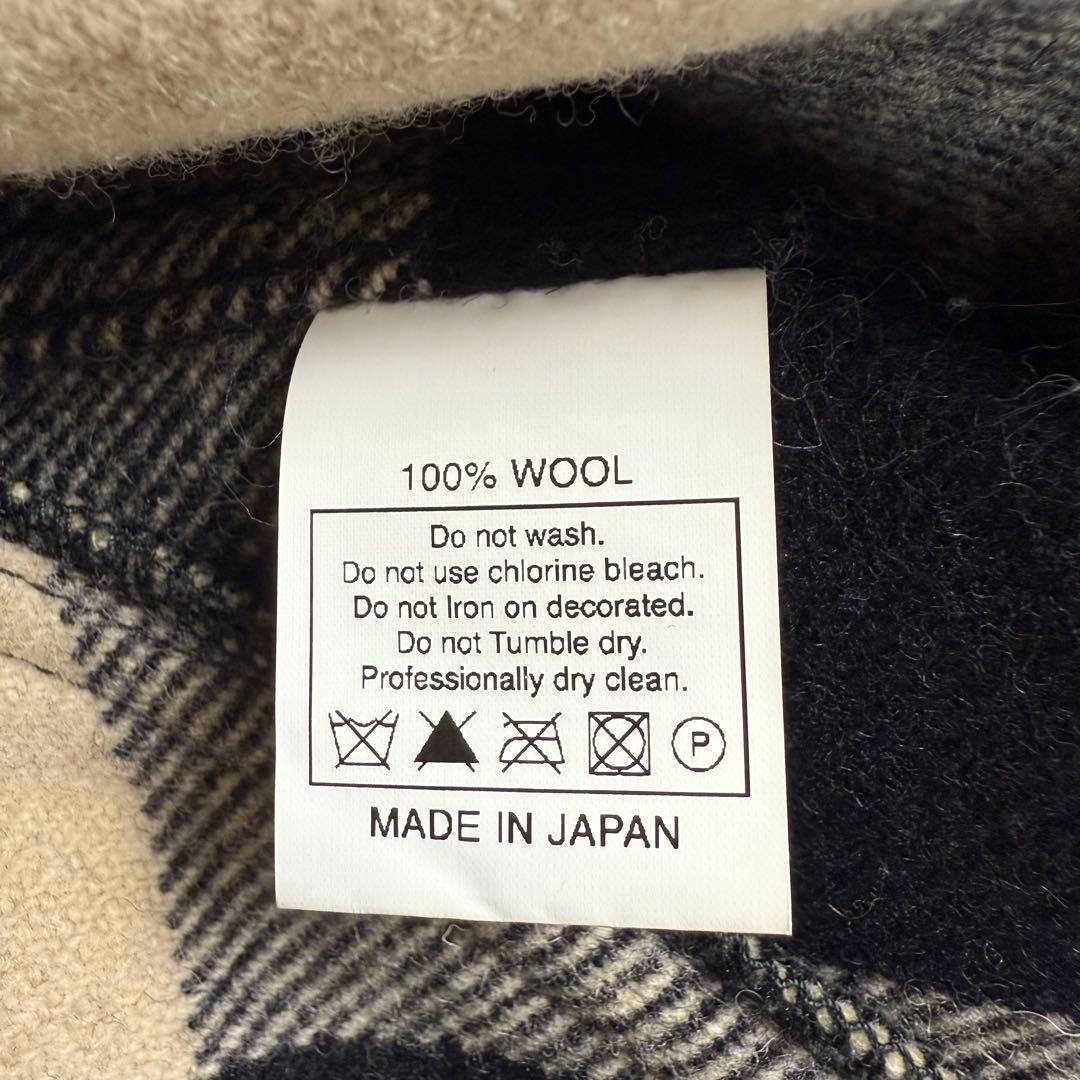 100% WOOL
Do not wash.
Do not use chlorine bleach.
Do not Iron on decorated.
Do not Tumble dry.
Professionally dry clean.
P
MADE IN JAPAN